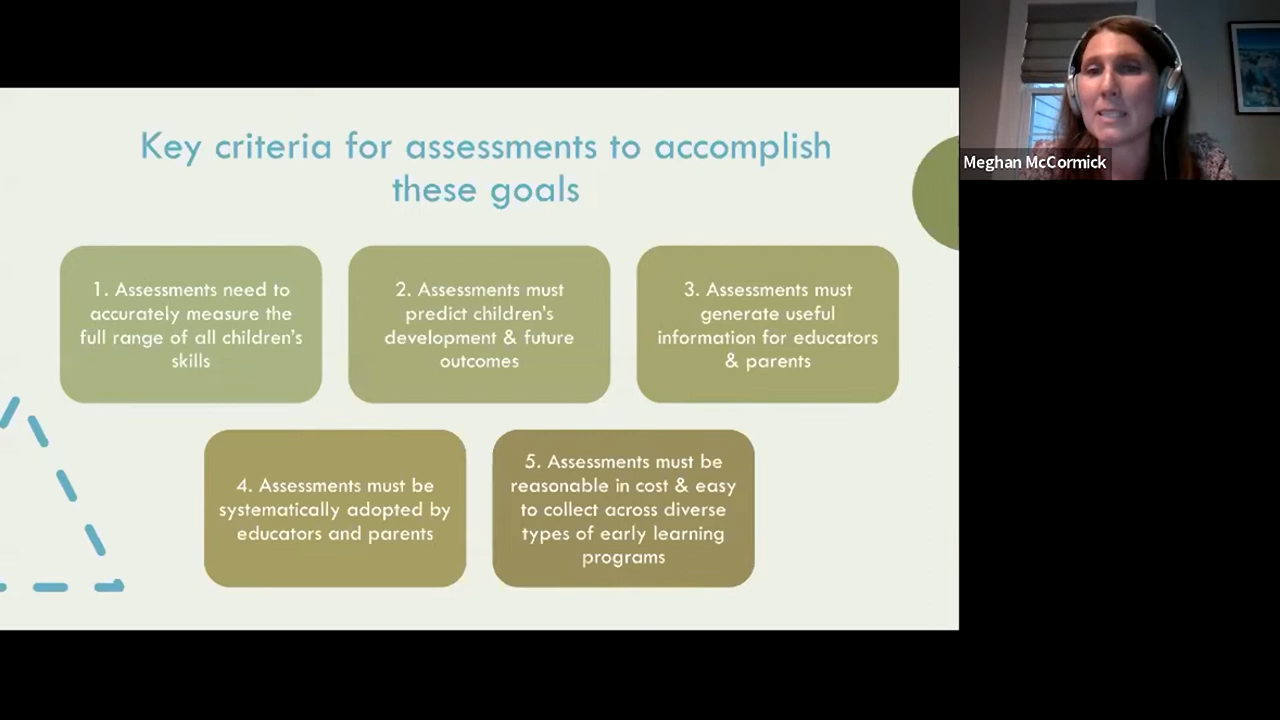 Key criteria for assessments to accomplish
these goals
1. Assessments need to
accurately measure the
full range of all children's
skills
2. Assessments must
predict children's
development & future
outcomes
3. Assessments must
generate useful
information for educators
& parents
4. Assessments must be
systematically adopted by
educators and parents
5. Assessments must be
reasonable in cost & easy
to collect across diverse
types of early learning
programs
Meghan McCormick